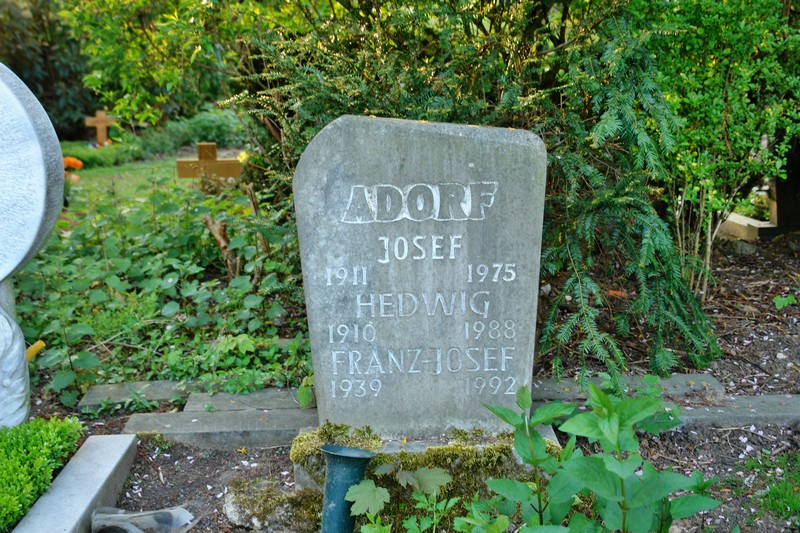 ADORF
JOSEF
1911 1975
HEDWIG
1910 1988
FRANZ-JOSEF
1939 1992